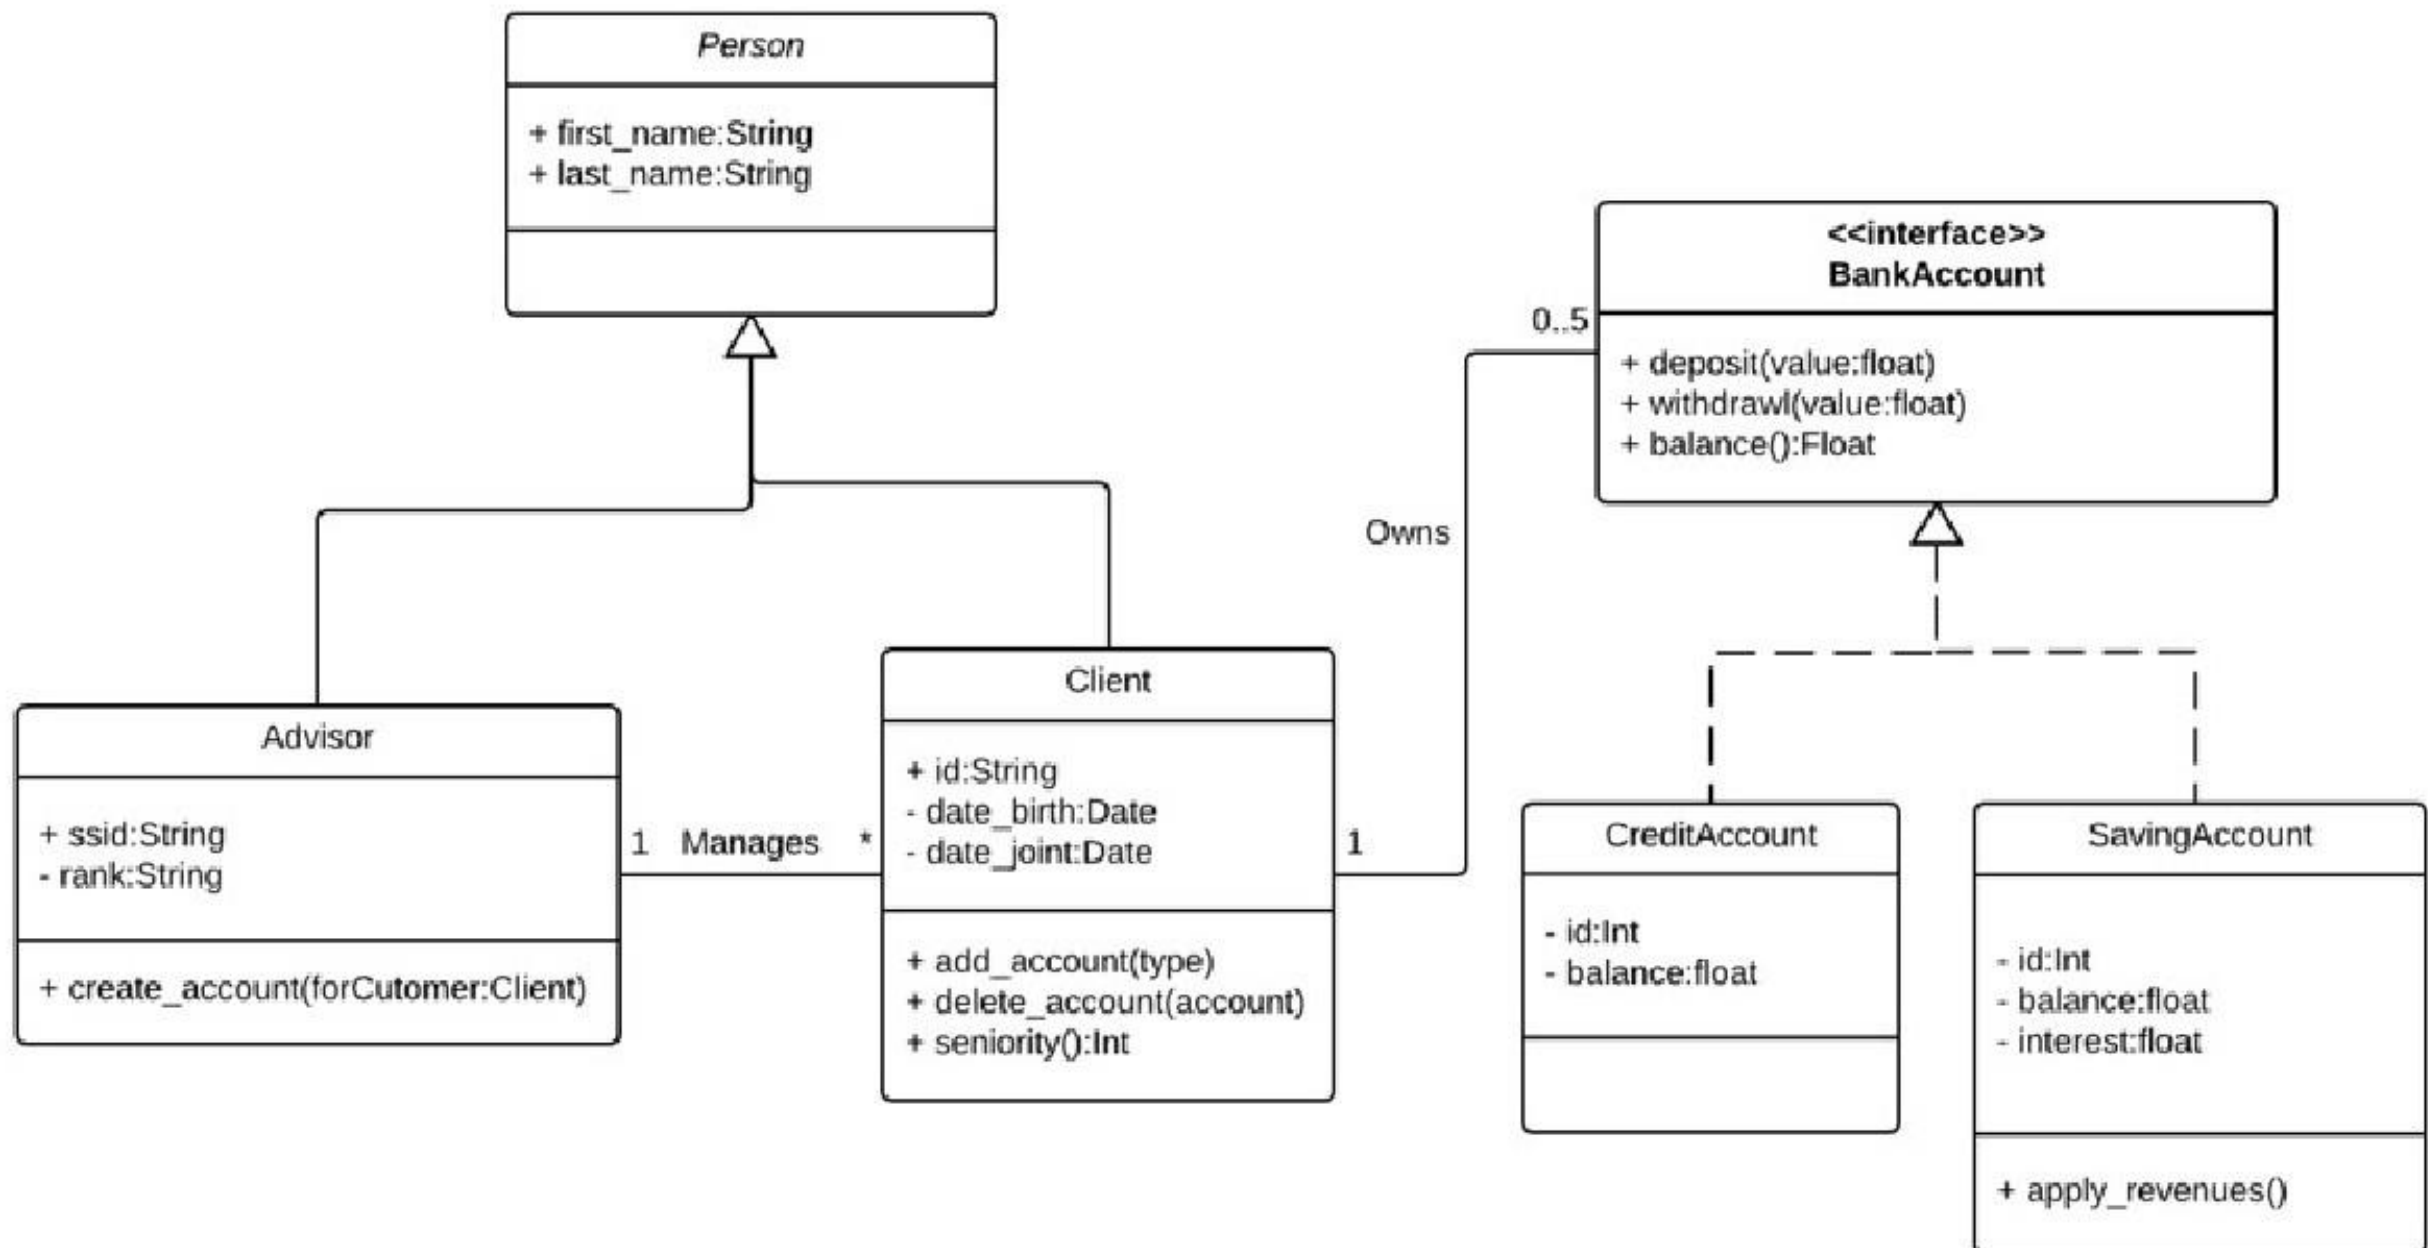 Person
+ first_name:String
+ last_name:String
<<interface>>
BankAccount
0..5
+ deposit(value:float)
+ withdrawl(value:float)
+ balance():Float
Owns
Advisor
+ ssid:String
- rank:String
+ create_account(forCutomer:Client)
1 Manages *
Client
+ id:String
- date_birth:Date
- date_joint:Date
+ add_account(type)
+ delete_account(account)
+ seniority():Int
1
CreditAccount
- id:Int
- balance:float
SavingAccount
- id:Int
- balance:float
- interest:float
+ apply_revenues()